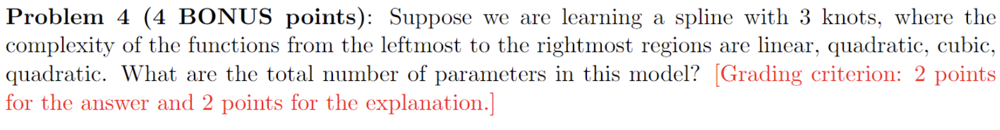 Problem 4 (4 BONUS points): Suppose we are learning a spline with 3 knots, where the
complexity of the functions from the leftmost to the rightmost regions are linear, quadratic, cubic,
quadratic. What are the total number of parameters in this model? [Grading criterion: 2 points
for the answer and 2 points for the explanation.]